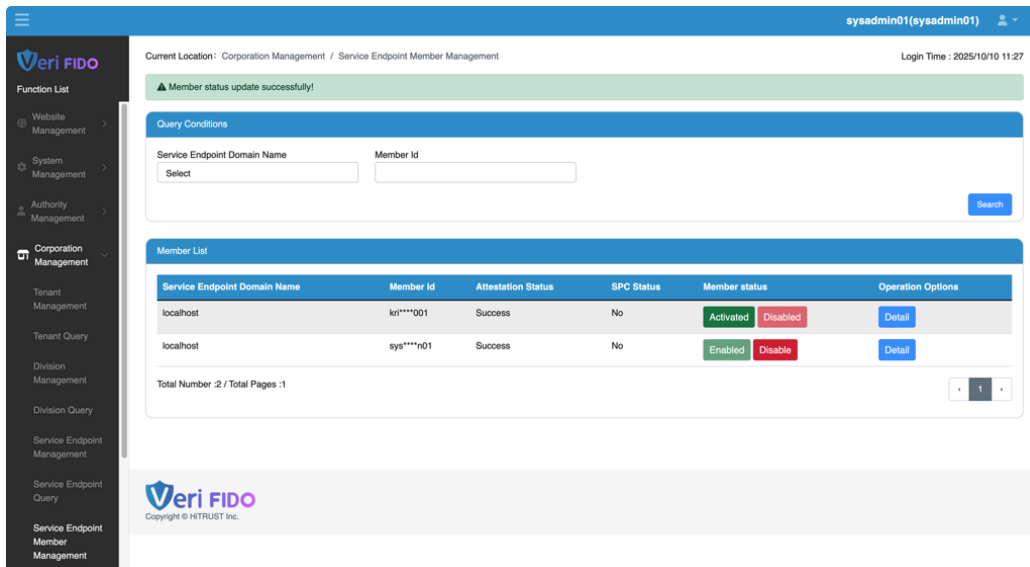 sysadmin01(sysadmin01)
Veri FIDO
Function List
Website
Management
System
Management
Authority
Management
Corporation
Management
Tenant
Management
Tenant Query
Division
Management
Division Query
Service Endpoint
Management
Service Endpoint
Query
Service Endpoint
Member
Management
Current Location: Corporation Management / Service Endpoint Member Management
Login Time : 2025/10/10 11:27
Member status update successfully!
Query Conditions
Service Endpoint Domain Name Member Id
Select
Search
Member List
Service Endpoint Domain Name Member Id Attestation Status SPC Status Member status Operation Options
localhost kri****001 Success No Activated Disabled Detail
localhost sys****n01 Success No Enabled Disable Detail
Total Number :2 / Total Pages :1
‹ 1 ›
Veri FIDO
Copyright © HiTRUST Inc.